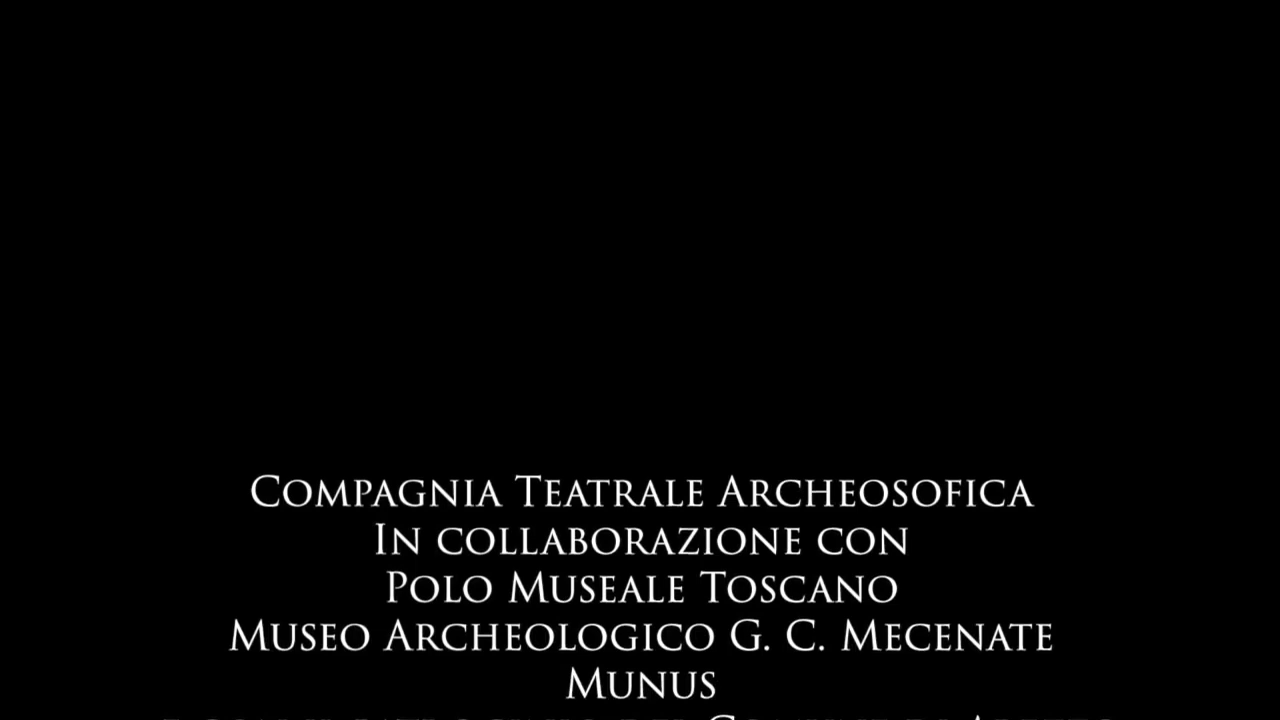 Compagnia Teatrale Archeosofica
In collaborazione con
Polo Museale Toscano
Museo Archeologico G. C. Mecenate
Munus